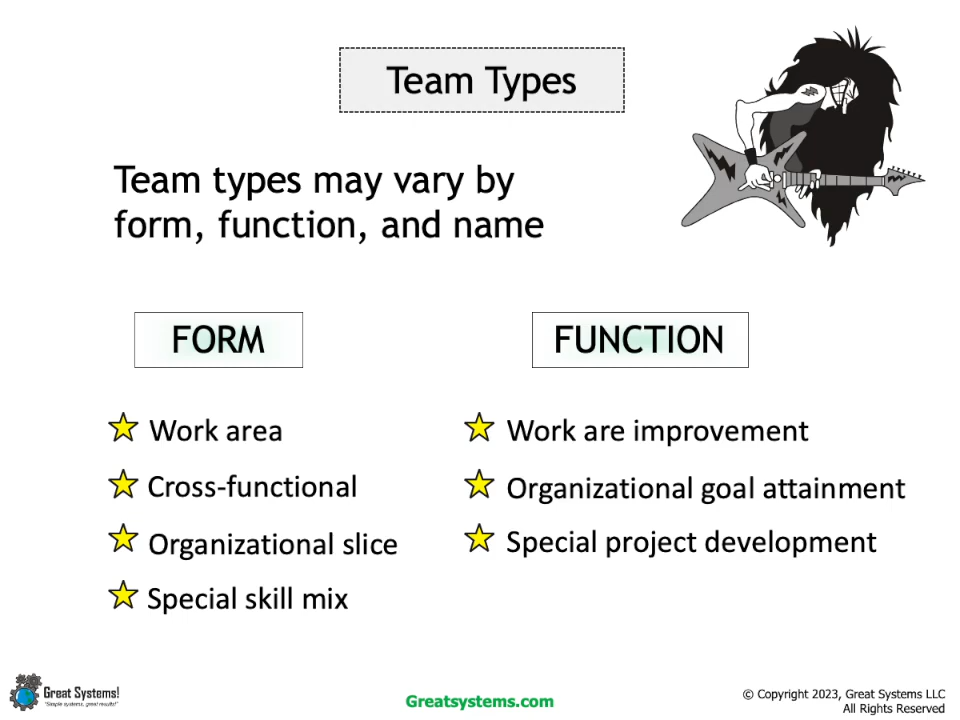 Team Types
Team types may vary by
form, function, and name
FORM
Work area
Cross-functional
Organizational slice
Special skill mix
FUNCTION
Work are improvement
Organizational goal attainment
Special project development
Great Systems!
"Simple systems, great results!"
Greatsystems.com
© Copyright 2023, Great Systems LLC
All Rights Reserved